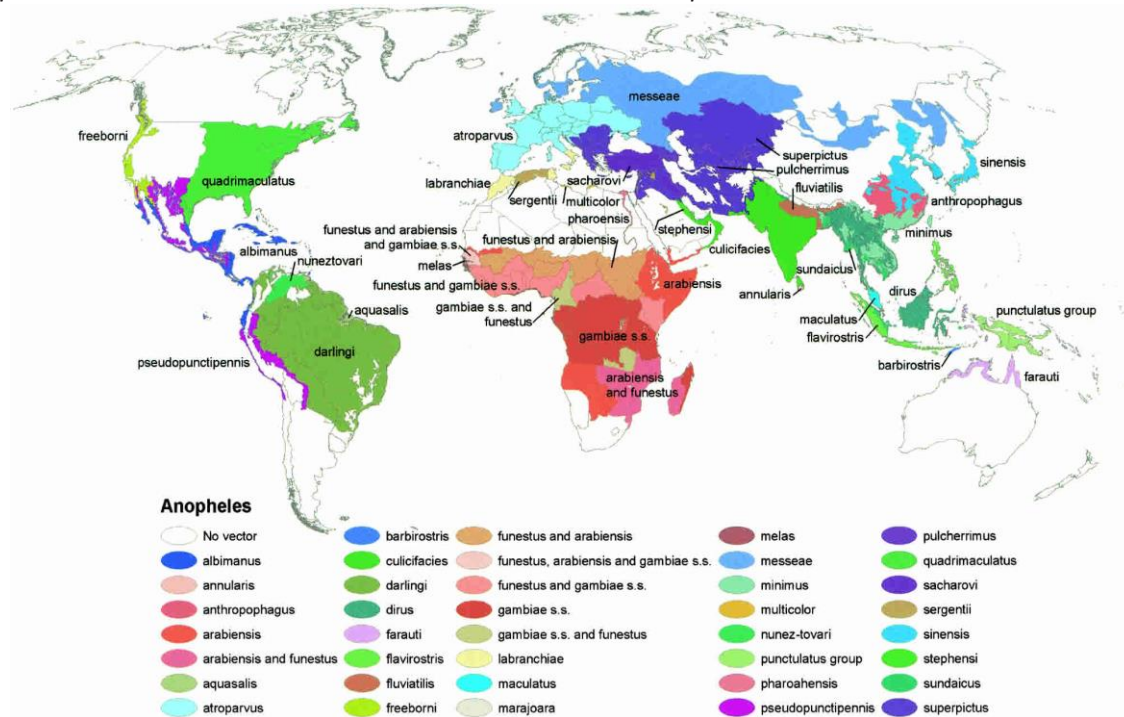 messeae
freeborni
atroparvus
superpictus
quadrimaculatus
pulcherrimus
sinensis
labranchiae
sacharovi
fluviatilis
sergentii
multicolor
anthropophagus
pharoensis
funestus and arabiensis
and gambiae s.s.
funestus and arabiensis
stephensi
minimus
albimanus
culicifacies
nuneztovari
melas
sundaicus
funestus and gambiae s.s.
arabiensis
annularis
dirus
aquasalis
gambiae s.s. and
funestus
maculatus
punctulatus group
gambiae s.s.
flavirostris
darlingi
pseudopunctipennis
barbirostris
arabiensis
and funestus
farauti
Anopheles
No vector
albimanus
annularis
anthropophagus
arabiensis
arabiensis and funestus
aquasalis
atroparvus
barbirostris
culicifacies
darlingi
dirus
farauti
flavirostris
fluviatilis
freeborni
funestus and arabiensis
funestus, arabiensis and gambiae s.s.
funestus and gambiae s.s.
gambiae s.s.
gambiae s.s. and funestus
labranchiae
maculatus
marajoara
melas
messeae
minimus
multicolor
nunez-tovari
punctulatus group
pharoahensis
pseudopunctipennis
pulcherrimus
quadrimaculatus
sacharovi
sergentii
sinensis
stephensi
sundaicus
superpictus